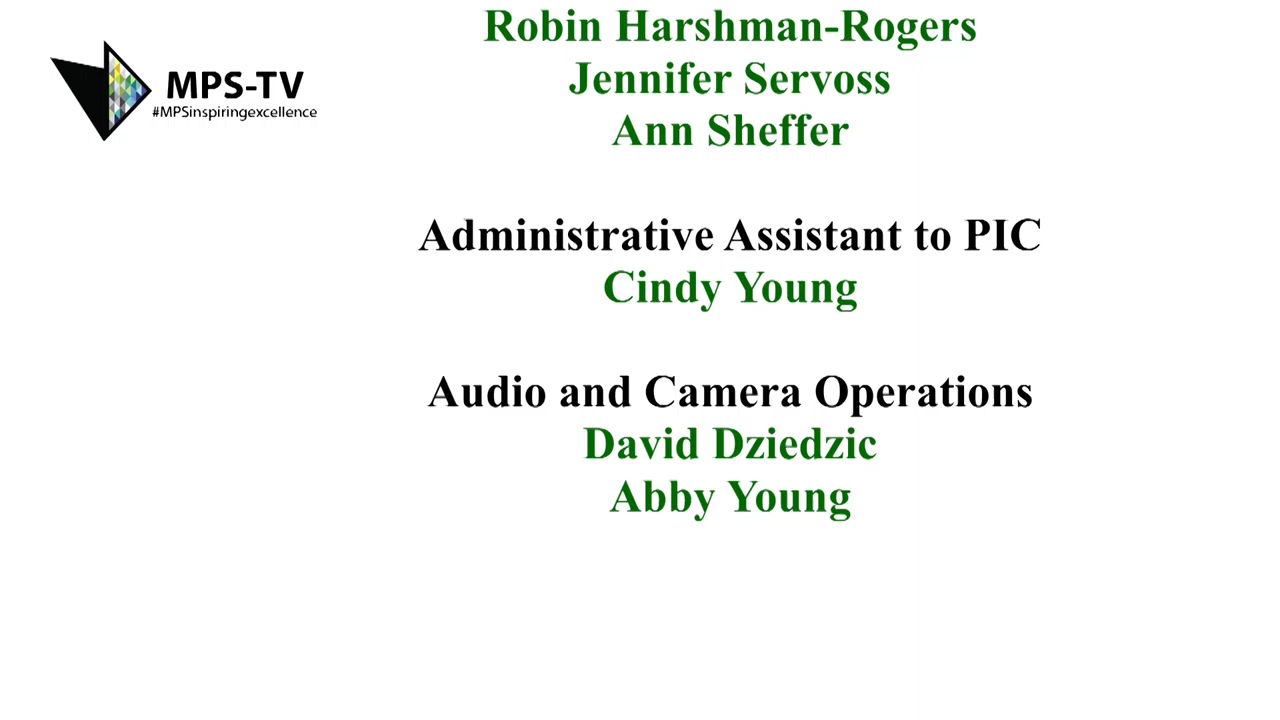 MPS-TV
#MPSinspiringexcellence
Robin Harshman-Rogers
Jennifer Servoss
Ann Sheffer
Administrative Assistant to PIC
Cindy Young
Audio and Camera Operations
David Dziedzic
Abby Young